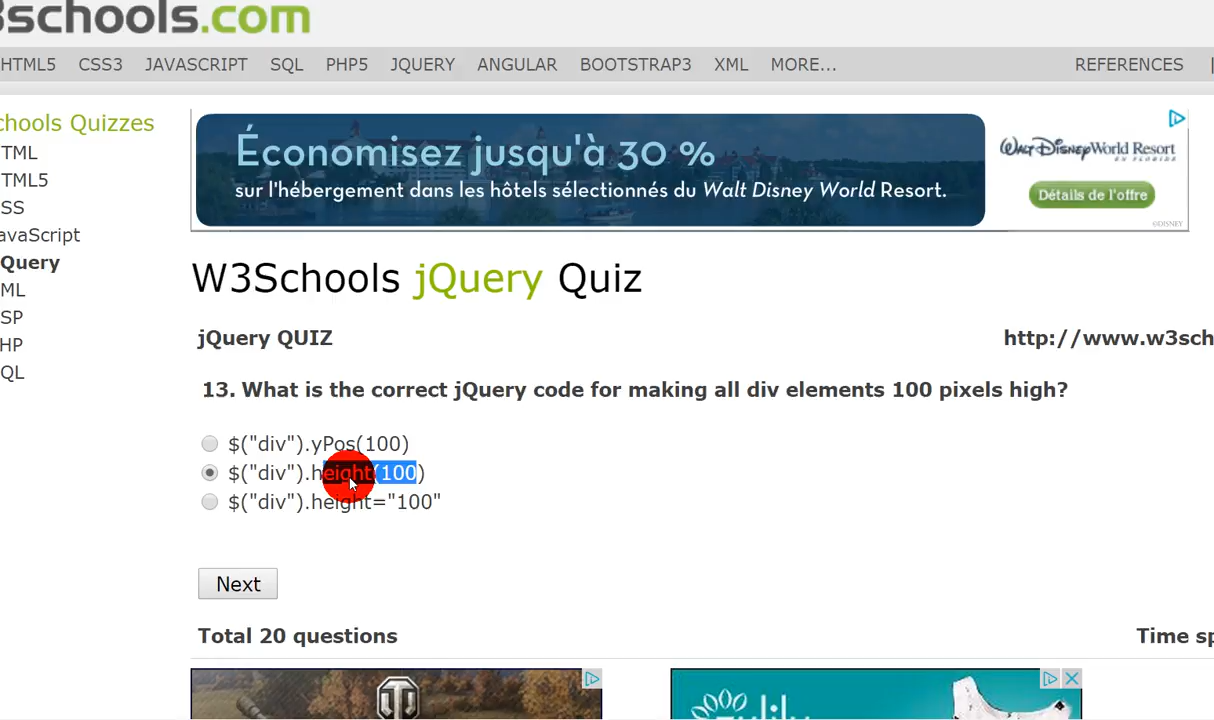 3schools.com
HTML5 CSS3 JAVASCRIPT SQL PHP5 JQUERY ANGULAR BOOTSTRAP3 XML MORE... REFERENCES
chools Quizzes
TML
TML5
SS
avaScript
Query
ML
SP
HP
QL
Économisez jusqu'à 30 %
sur l'hébergement dans les hôtels sélectionnés du Walt Disney World Resort.
Walt Disney World Resort
EN FLORIDE
Détails de l'offre
©DISNEY
W3Schools jQuery Quiz
jQuery QUIZ http://www.w3sch
13. What is the correct jQuery code for making all div elements 100 pixels high?
$("div").yPos(100)
$("div").height(100)
$("div").height="100"
Next
Total 20 questions Time sp
zulily